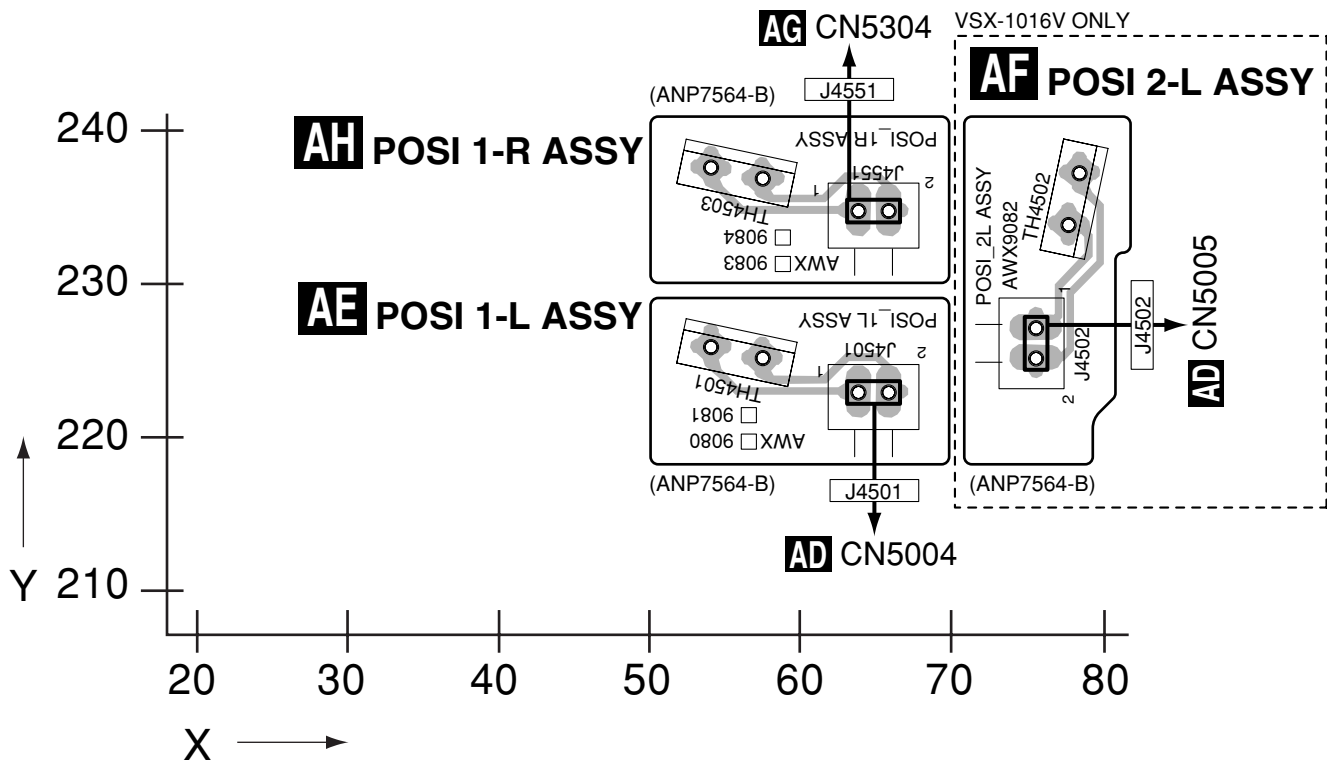 AG CN5304
VSX-1016V ONLY
AF POSI 2-L ASSY
(ANP7564-B)
J4551
240
AH POSI 1-R ASSY
POSI_1R ASSY
J4551
1
2
TH4503
9084
AWX 9083
230
AE POSI 1-L ASSY
POSI_1L ASSY
J4501
1
2
TH4501
9081
AWX 9080
220
(ANP7564-B)
J4501
AD CN5004
POSI_2L ASSY
AWX9082
TH4502
1
J4502
2
J4502
AD CN5005
(ANP7564-B)
Y
210
20 30 40 50 60 70 80
X